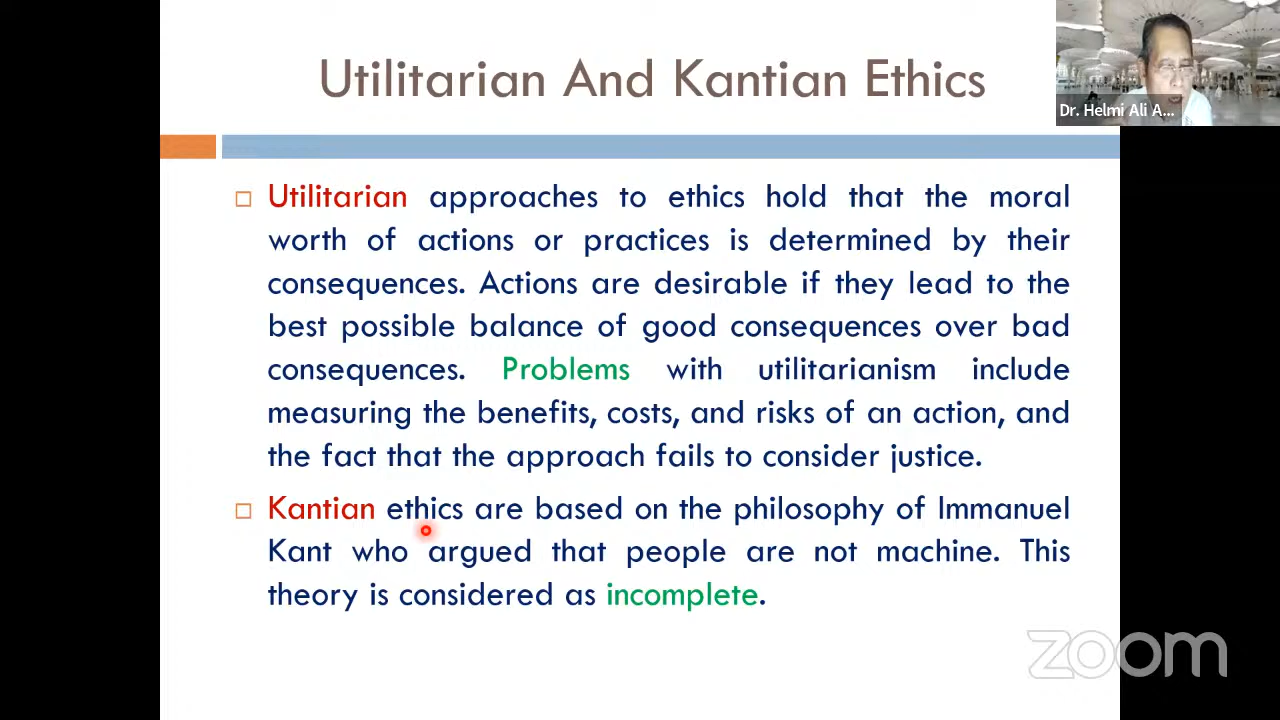 Utilitarian And Kantian Ethics
Dr. Helmi Ali A...
Utilitarian approaches to ethics hold that the moral
worth of actions or practices is determined by their
consequences. Actions are desirable if they lead to the
best possible balance of good consequences over bad
consequences. Problems with utilitarianism include
measuring the benefits, costs, and risks of an action, and
the fact that the approach fails to consider justice.
Kantian ethics are based on the philosophy of Immanuel
Kant who argued that people are not machine. This
theory is considered as incomplete.
zoom